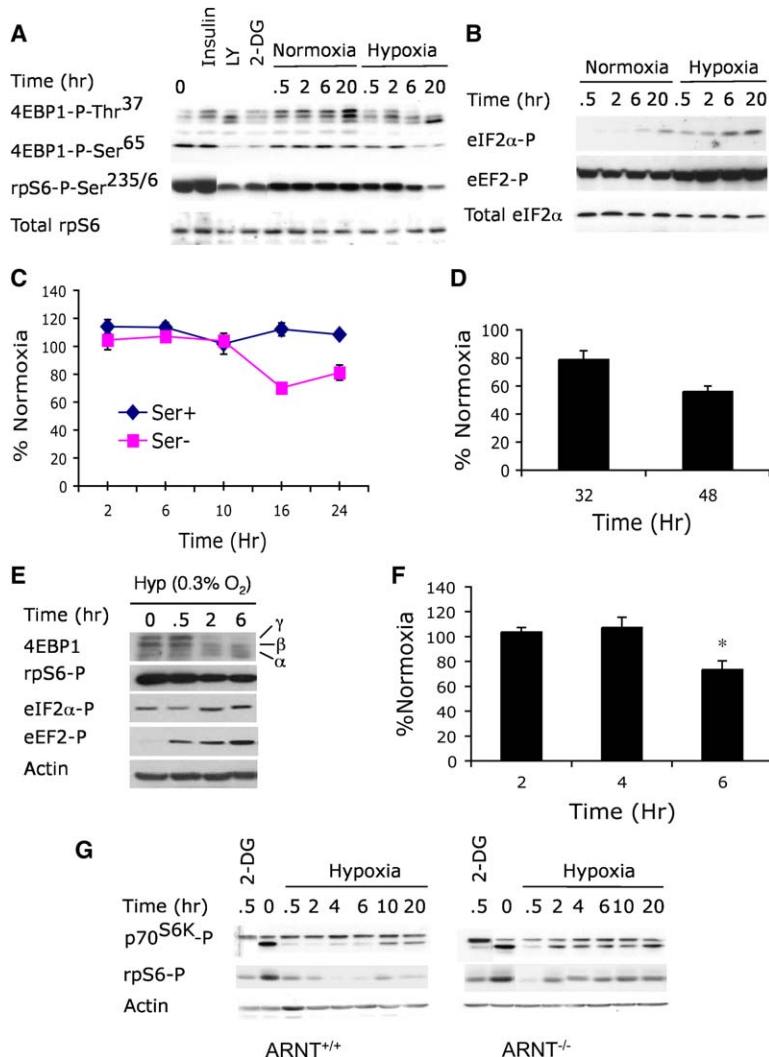 A
Insulin
LY
2-DG
Normoxia Hypoxia
Time (hr)
0 .5 2 6 20 .5 2 6 20
4EBP1-P-Thr37
4EBP1-P-Ser65
rpS6-P-Ser235/6
Total rpS6
B
Normoxia Hypoxia
Time (hr) .5 2 6 20 .5 2 6 20
eIF2α-P
eEF2-P
Total eIF2α
C
% Normoxia
140
120
100
80
60
40
20
0
Ser+
Ser-
2 6 10 16 24
Time (Hr)
D
% Normoxia
100
80
60
40
20
0
32 48
Time (Hr)
E
Hyp (0.3% O2)
Time (hr) 0 .5 2 6
4EBP1
γ
β
α
rpS6-P
eIF2α-P
eEF2-P
Actin
F
%Normoxia
140
120
100
80
60
40
20
0
*
2 4 6
Time (Hr)
G
2-DG
Hypoxia
Time (hr) .5 0 .5 2 4 6 10 20
p70S6K-P
rpS6-P
Actin
ARNT+/+
2-DG
Hypoxia
.5 0 .5 2 4 610 20
ARNT-/-